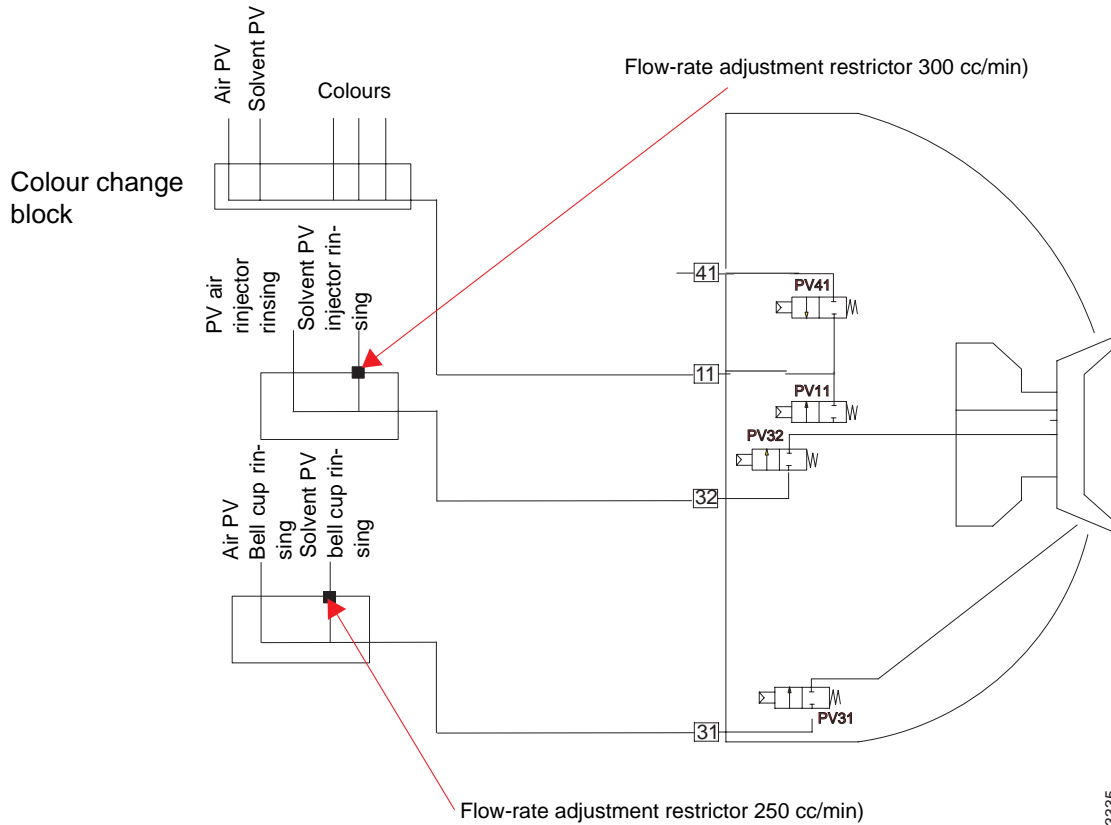 Flow-rate adjustment restrictor 300 cc/min)
Air PV
Solvent PV
Colours
Colour change
block
PV air
rinjector
rinsing
Solvent PV
injector rin-
sing
41
PV41
11
PV11
PV32
32
Air PV
Bell cup rin-
sing
Solvent PV
bell cup rin-
sing
PV31
31
Flow-rate adjustment restrictor 250 cc/min)
3335